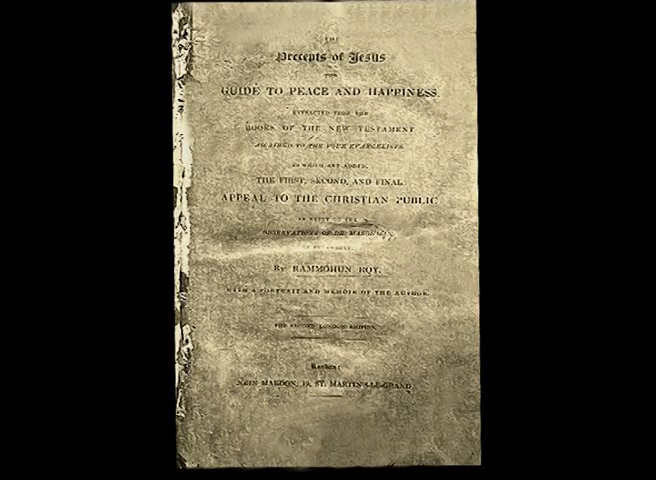 THE
Precepts of Jesus
THE
GUIDE TO PEACE AND HAPPINESS,
EXTRACTED FROM THE
BOOKS OF THE NEW TESTAMENT
ASCRIBED TO THE FOUR EVANGELISTS.
TO WHICH ARE ADDED,
THE FIRST, SECOND, AND FINAL
APPEAL TO THE CHRISTIAN PUBLIC
IN REPLY TO THE
OBSERVATIONS OF DR. MARSHMAN,
By RAMMOHUN ROY.
WITH A PORTRAIT AND MEMOIR OF THE AUTHOR.
THE SECOND LONDON EDITION.
London:
JOHN MARDON, 19, ST. MARTIN'S-LE-GRAND